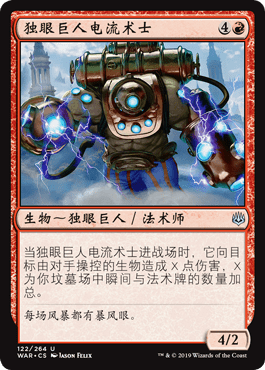 独眼巨人电流术士 4
生物～独眼巨人 / 法术师
当独眼巨人电流术士进战场时，它向目
标由对手操控的生物造成 X 点伤害，X
为你坟墓场中瞬间与法术牌的数量加
总。
每场风暴都有暴风眼。
4/2
122/264 U
WAR • CS JASON FELIX
™ & © 2019 Wizards of the Coast